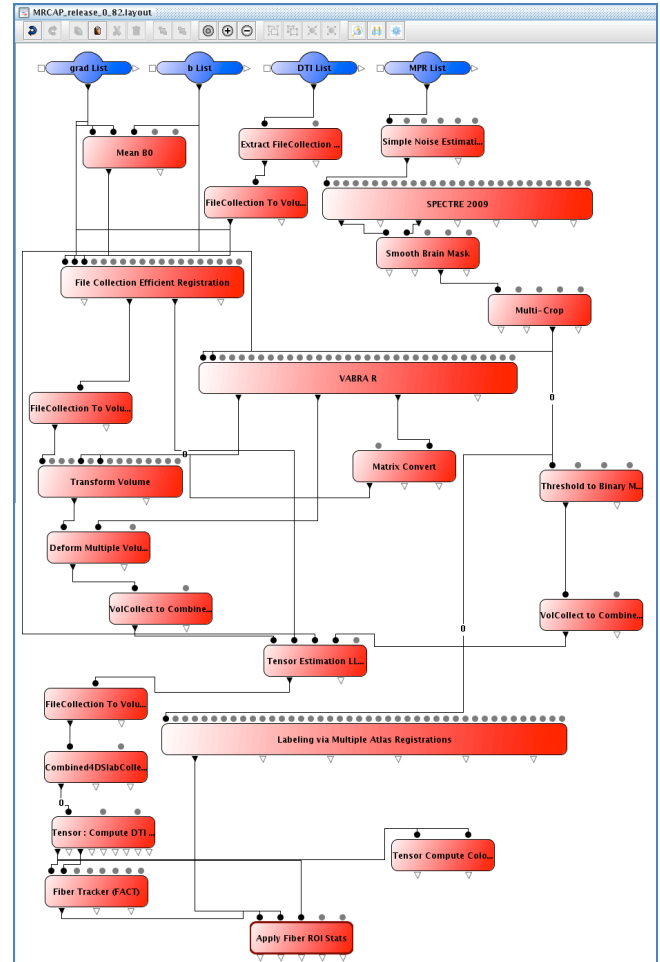 MRCAP_release_0_82.layout
grad List
b List
DTI List
MPR List
Mean B0
Extract FileCollection ...
Simple Noise Estimati...
FileCollection To Volu...
SPECTRE 2009
Smooth Brain Mask
File Collection Efficient Registration
Multi-Crop
VABRA R
0
FileCollection To Volu...
0
Matrix Convert
Transform Volume
Threshold to Binary M...
Deform Multiple Volu...
VolCollect to Combine...
VolCollect to Combine...
0
Tensor Estimation LL...
FileCollection To Volu...
Labeling via Multiple Atlas Registrations
Combined4DSlabColle...
0
Tensor : Compute DTI ...
Tensor Compute Colo...
Fiber Tracker (FACT)
Apply Fiber ROI Stats